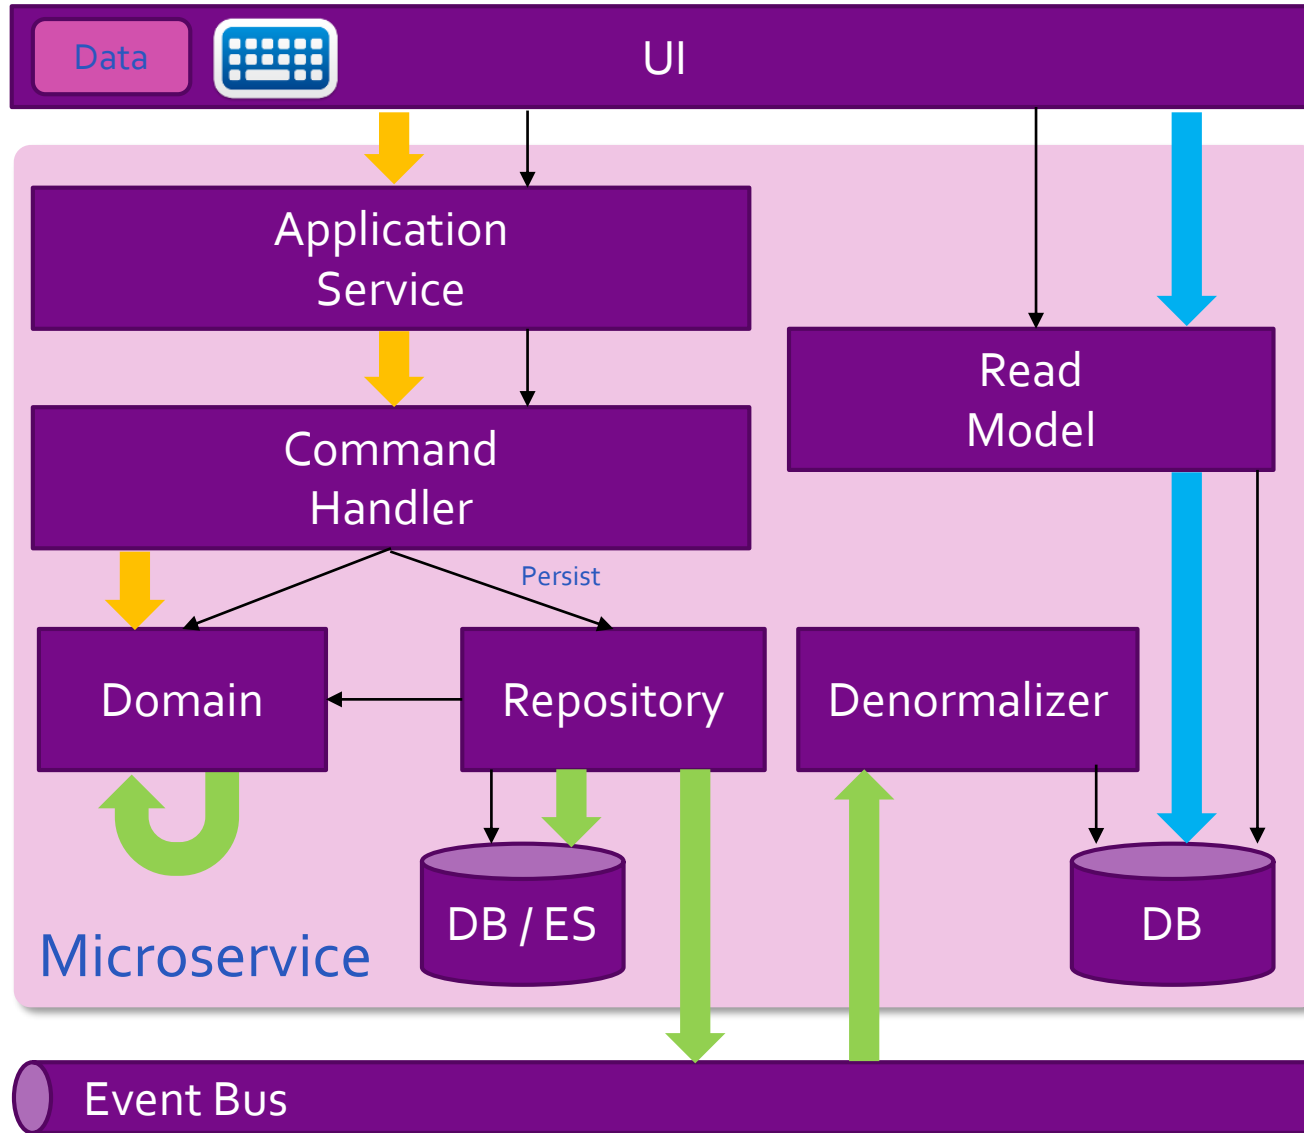 Data
UI
Application
Service
Read
Model
Command
Handler
Persist
Domain
Repository
Denormalizer
DB / ES
DB
Microservice
Event Bus